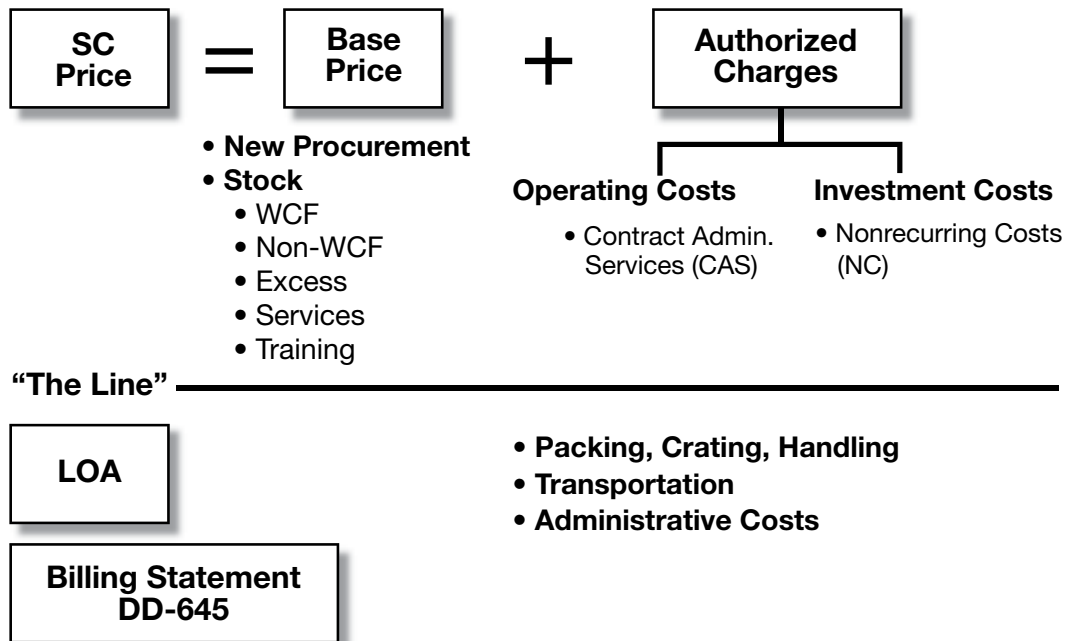 SC
Price
=
Base
Price
+
Authorized
Charges
• New Procurement
• Stock
• WCF
• Non-WCF
• Excess
• Services
• Training
Operating Costs
• Contract Admin.
Services (CAS)
Investment Costs
• Nonrecurring Costs
(NC)
“The Line”
LOA
• Packing, Crating, Handling
• Transportation
• Administrative Costs
Billing Statement
DD-645